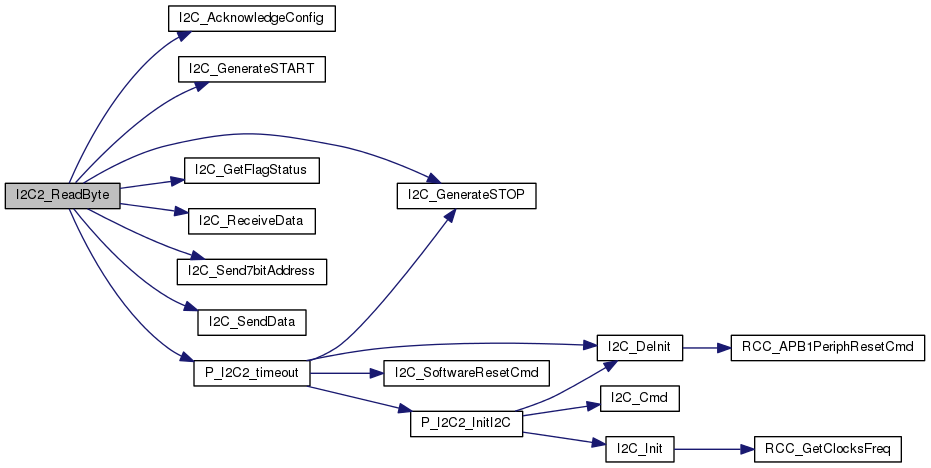 I2C_AcknowledgeConfig
I2C_GenerateSTART
I2C2_ReadByte
I2C_GetFlagStatus
I2C_GenerateSTOP
I2C_ReceiveData
I2C_Send7bitAddress
I2C_SendData
P_I2C2_timeout
I2C_DeInit
RCC_APB1PeriphResetCmd
I2C_SoftwareResetCmd
I2C_Cmd
P_I2C2_InitI2C
I2C_Init
RCC_GetClocksFreq